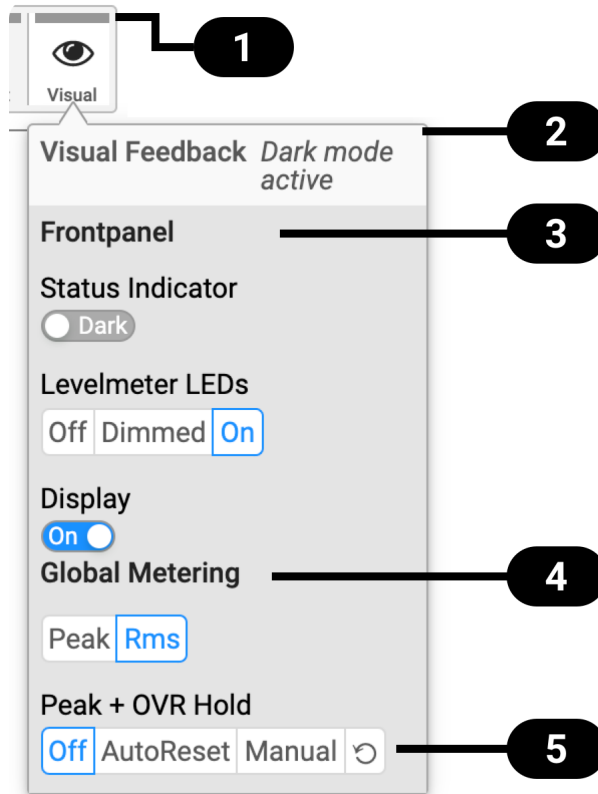 1
Visual
2
Visual Feedback Dark mode
active
Frontpanel
3
Status Indicator
Dark
Levelmeter LEDs
Off Dimmed On
Display
On
Global Metering
4
Peak Rms
Peak + OVR Hold
Off AutoReset Manual
5